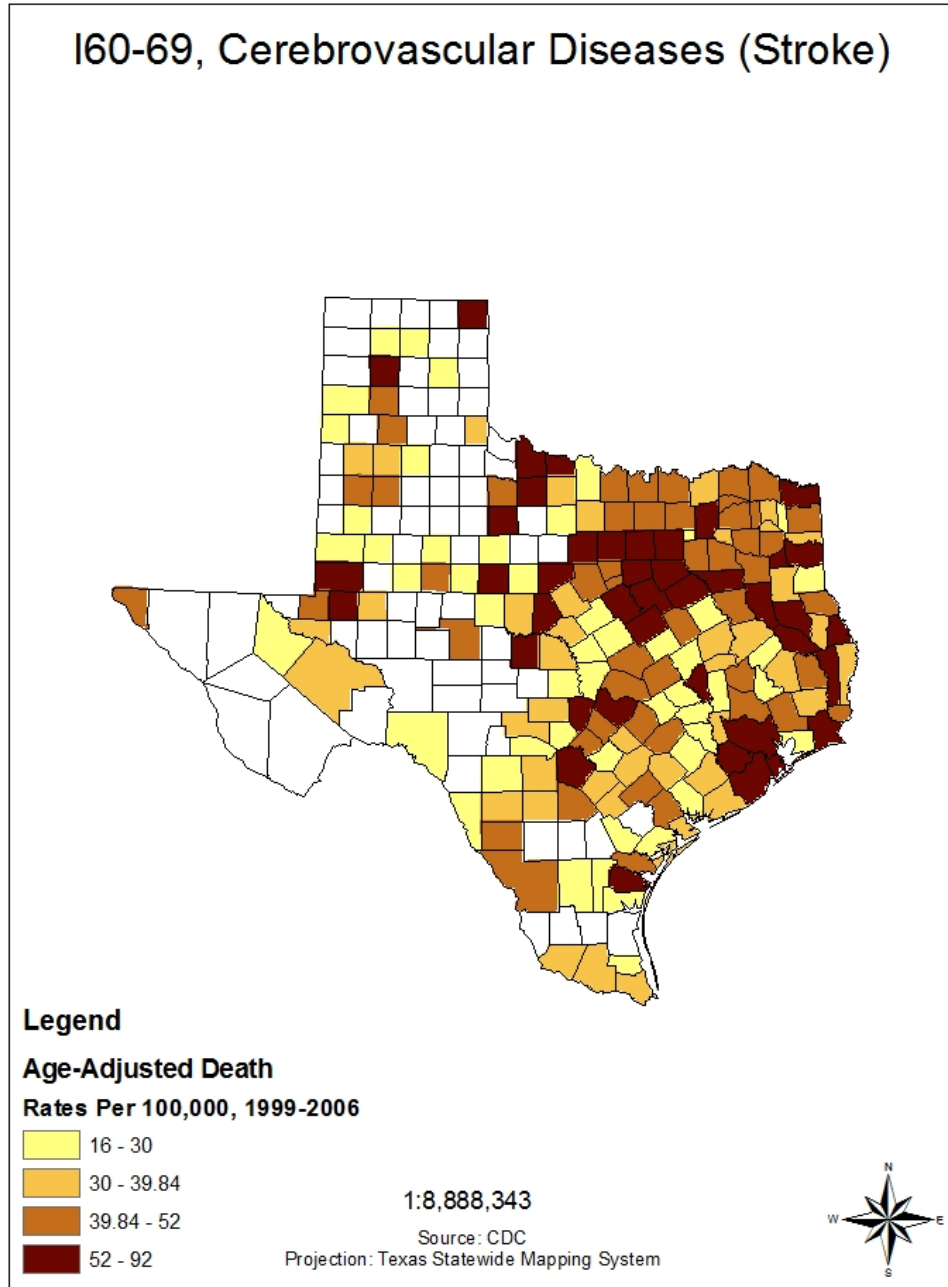 I60-69, Cerebrovascular Diseases (Stroke)
Legend
Age-Adjusted Death
Rates Per 100,000, 1999-2006
16 - 30
30 - 39.84
39.84 - 52
52 - 92
1:8,888,343
Source: CDC
Projection: Texas Statewide Mapping System
N
W
E
S